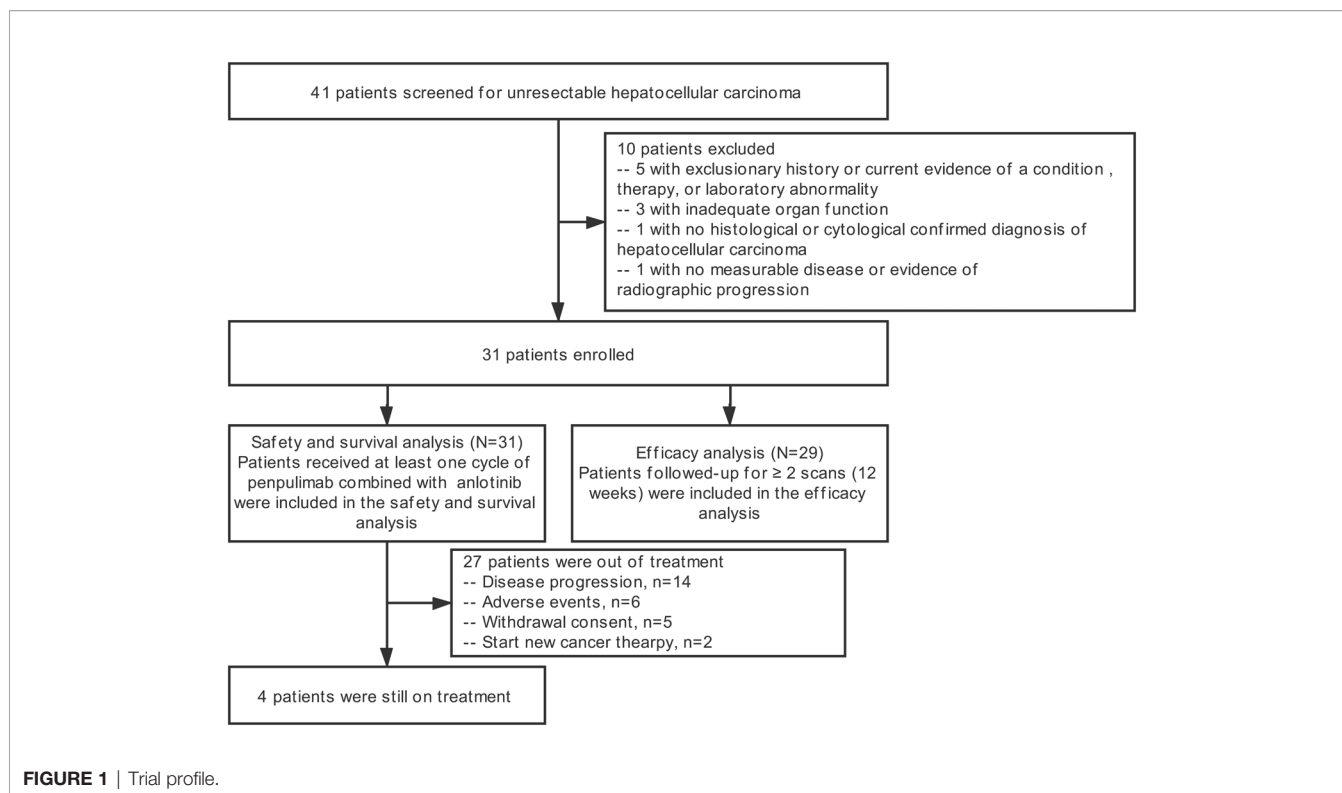 41 patients screened for unresectable hepatocellular carcinoma
10 patients excluded
-- 5 with exclusionary history or current evidence of a condition ,
therapy, or laboratory abnormality
-- 3 with inadequate organ function
-- 1 with no histological or cytological confirmed diagnosis of
hepatocellular carcinoma
-- 1 with no measurable disease or evidence of
radiographic progression
31 patients enrolled
Safety and survival analysis (N=31)
Patients received at least one cycle of
penpulimab combined with anlotinib
were included in the safety and survival
analysis
Efficacy analysis (N=29)
Patients followed-up for ≥ 2 scans (12
weeks) were included in the efficacy
analysis
27 patients were out of treatment
-- Disease progression, n=14
-- Adverse events, n=6
-- Withdrawal consent, n=5
-- Start new cancer thearpy, n=2
4 patients were still on treatment
FIGURE 1 | Trial profile.